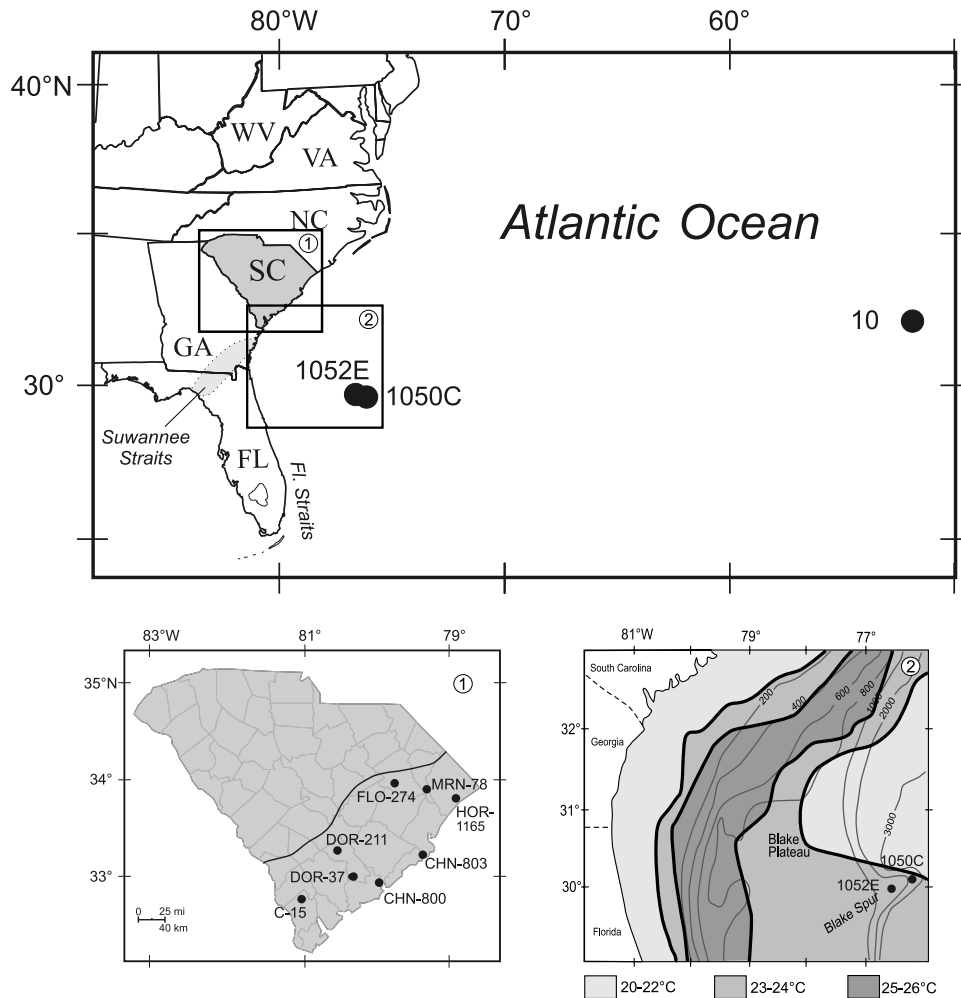 80°W 70° 60°
40°N
WV
VA
NC
Atlantic Ocean
1
SC
2
10
GA
1052E
30°
1050C
Suwannee
Straits
FL
Fl. Straits
83°W 81° 79°
35°N
1
34°
MRN-78
FLO-274
HOR-
1165
DOR-211
CHN-803
33°
DOR-37
CHN-800
C-15
0 25 mi
40 km
81°W 79° 77°
2
South Carolina
200
400
600
800
1000
2000
32°
Georgia
31°
3000
Blake
Plateau
1050C
30°
1052E
Blake Spur
Florida
20-22°C 23-24°C 25-26°C